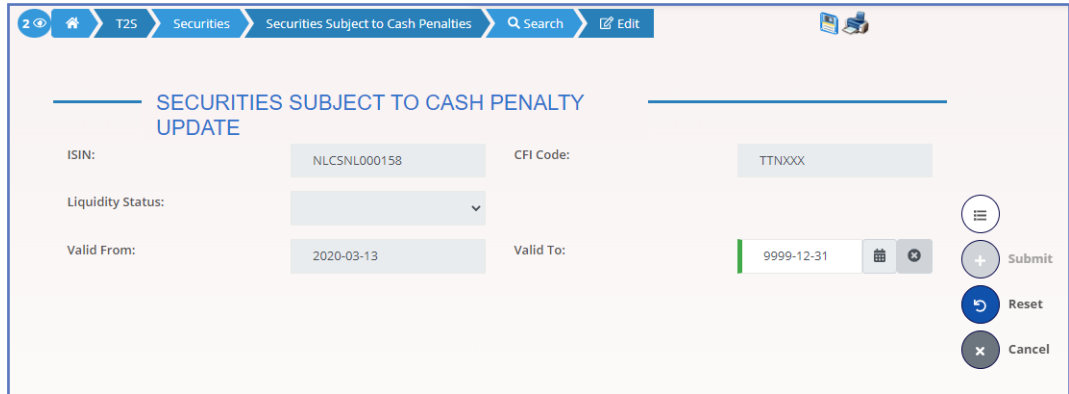 2 T2S Securities Securities Subject to Cash Penalties Search Edit
SECURITIES SUBJECT TO CASH PENALTY
UPDATE
ISIN: NLCSNL000158 CFI Code: TTNXXX
Liquidity Status:
Valid From: 2020-03-13 Valid To: 9999-12-31
Submit
Reset
Cancel